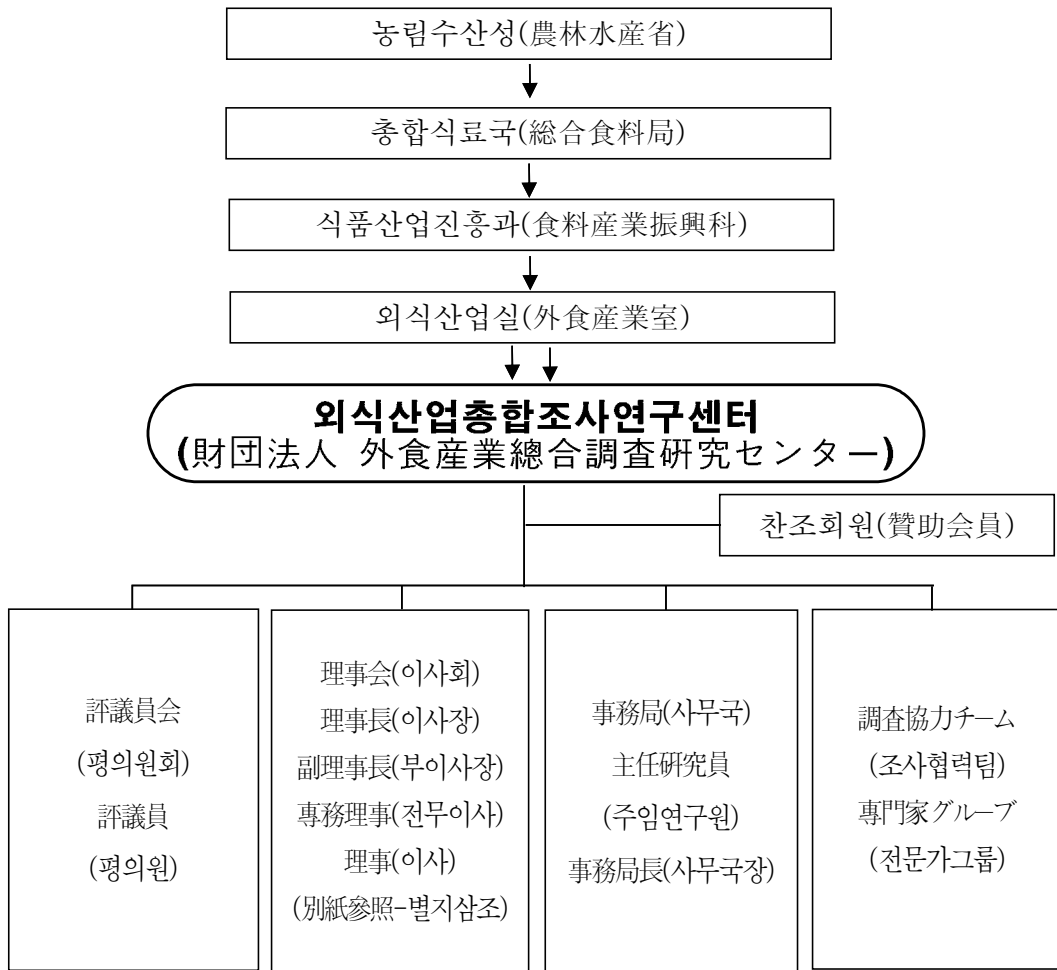 농림수산성(農林水産省)
총합식료국(総合食料局)
식품산업진흥과(食料産業振興科)
외식산업실(外食産業室)
외식산업총합조사연구센터
(財団法人 外食産業總合調査硏究センター)
찬조회원(贊助会員)
評議員会
(평의원회)
評議員
(평의원)
理事会(이사회)
理事長(이사장)
副理事長(부이사장)
専務理事(전무이사)
理事(이사)
(別紙參照-별지삼조)
事務局(사무국)
主任硏究員
(주임연구원)
事務局長(사무국장)
調査協力チーム
(조사협력팀)
専門家グループ
(전문가그룹)